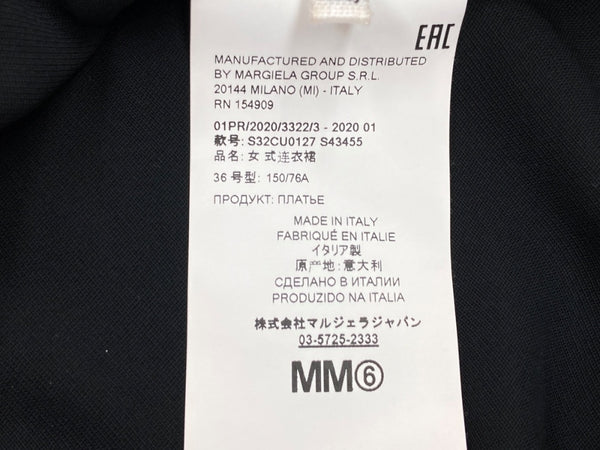 EAC
MANUFACTURED AND DISTRIBUTED
BY MARGIELA GROUP S.R.L.
20144 MILANO (MI) - ITALY
RN 154909
01PR/2020/3322/3 - 2020 01
款号: S32CU0127 S43455
品名: 女 式连衣裙
36 号型: 150/76A
ПРОДУКТ: ПЛАТЬЕ
MADE IN ITALY
FABRIQUÉ EN ITALIE
イタリア製
原产地: 意大利
СДЕЛАНО В ИТАЛИИ
PRODUZIDO NA ITALIA
株式会社マルジェラジャパン
03-5725-2333
MM⑥